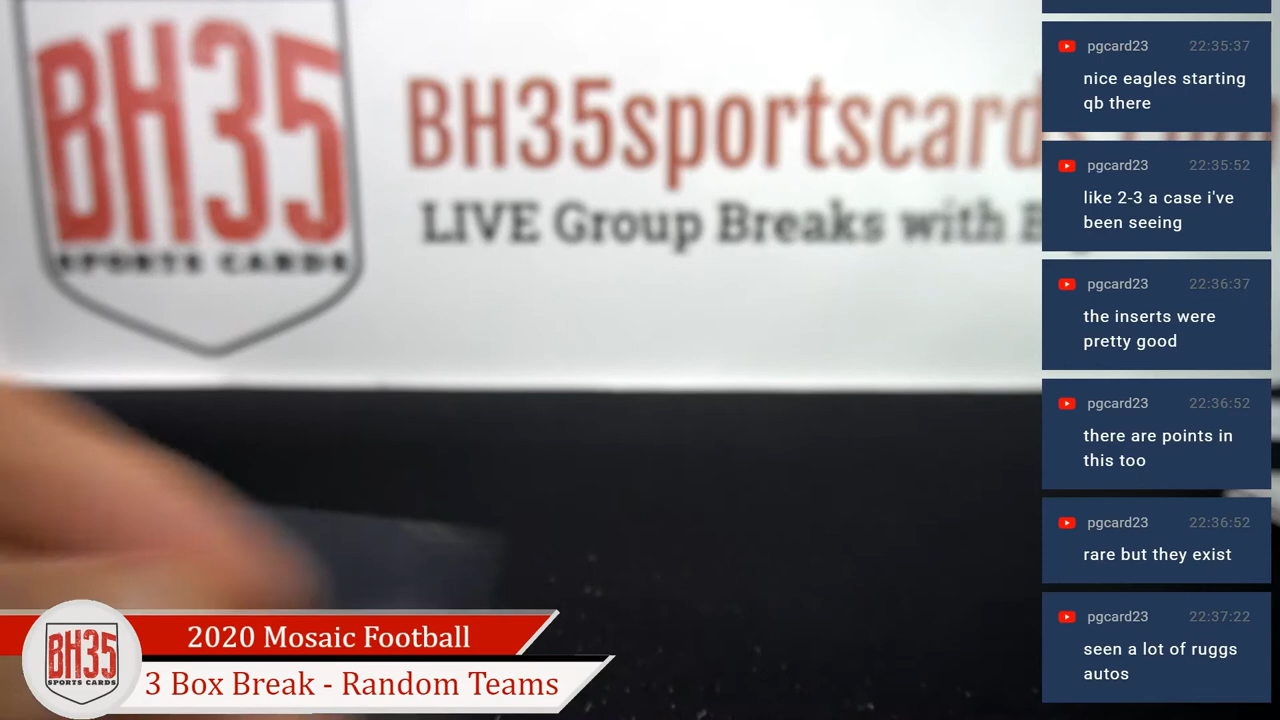 BH35
SPORTS CARDS
BH35sportscard
LIVE Group Breaks with
pgcard23 22:35:37
nice eagles starting
qb there
pgcard23 22:35:52
like 2-3 a case i've
been seeing
pgcard23 22:36:37
the inserts were
pretty good
pgcard23 22:36:52
there are points in
this too
pgcard23 22:36:52
rare but they exist
pgcard23 22:37:22
seen a lot of ruggs
autos
BH35
SPORTS CARDS
2020 Mosaic Football
3 Box Break - Random Teams